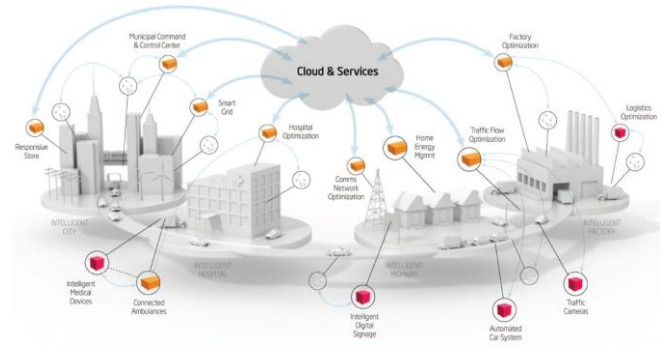 Municipal Command
& Control Center
Factory
Optimization
Cloud & Services
Smart
Grid
Logistics
Optimization
Responsive
Store
Hospital
Optimization
Home
Energy
Mgmnt
Traffic Flow
Optimization
Comms
Network
Optimization
INTELLIGENT
CITY
INTELLIGENT
FACTORY
INTELLIGENT
HOSPITAL
INTELLIGENT
HIGHWAY
Intelligent
Medical
Devices
Connected
Ambulances
Intelligent
Digital
Signage
Automated
Car System
Traffic
Cameras